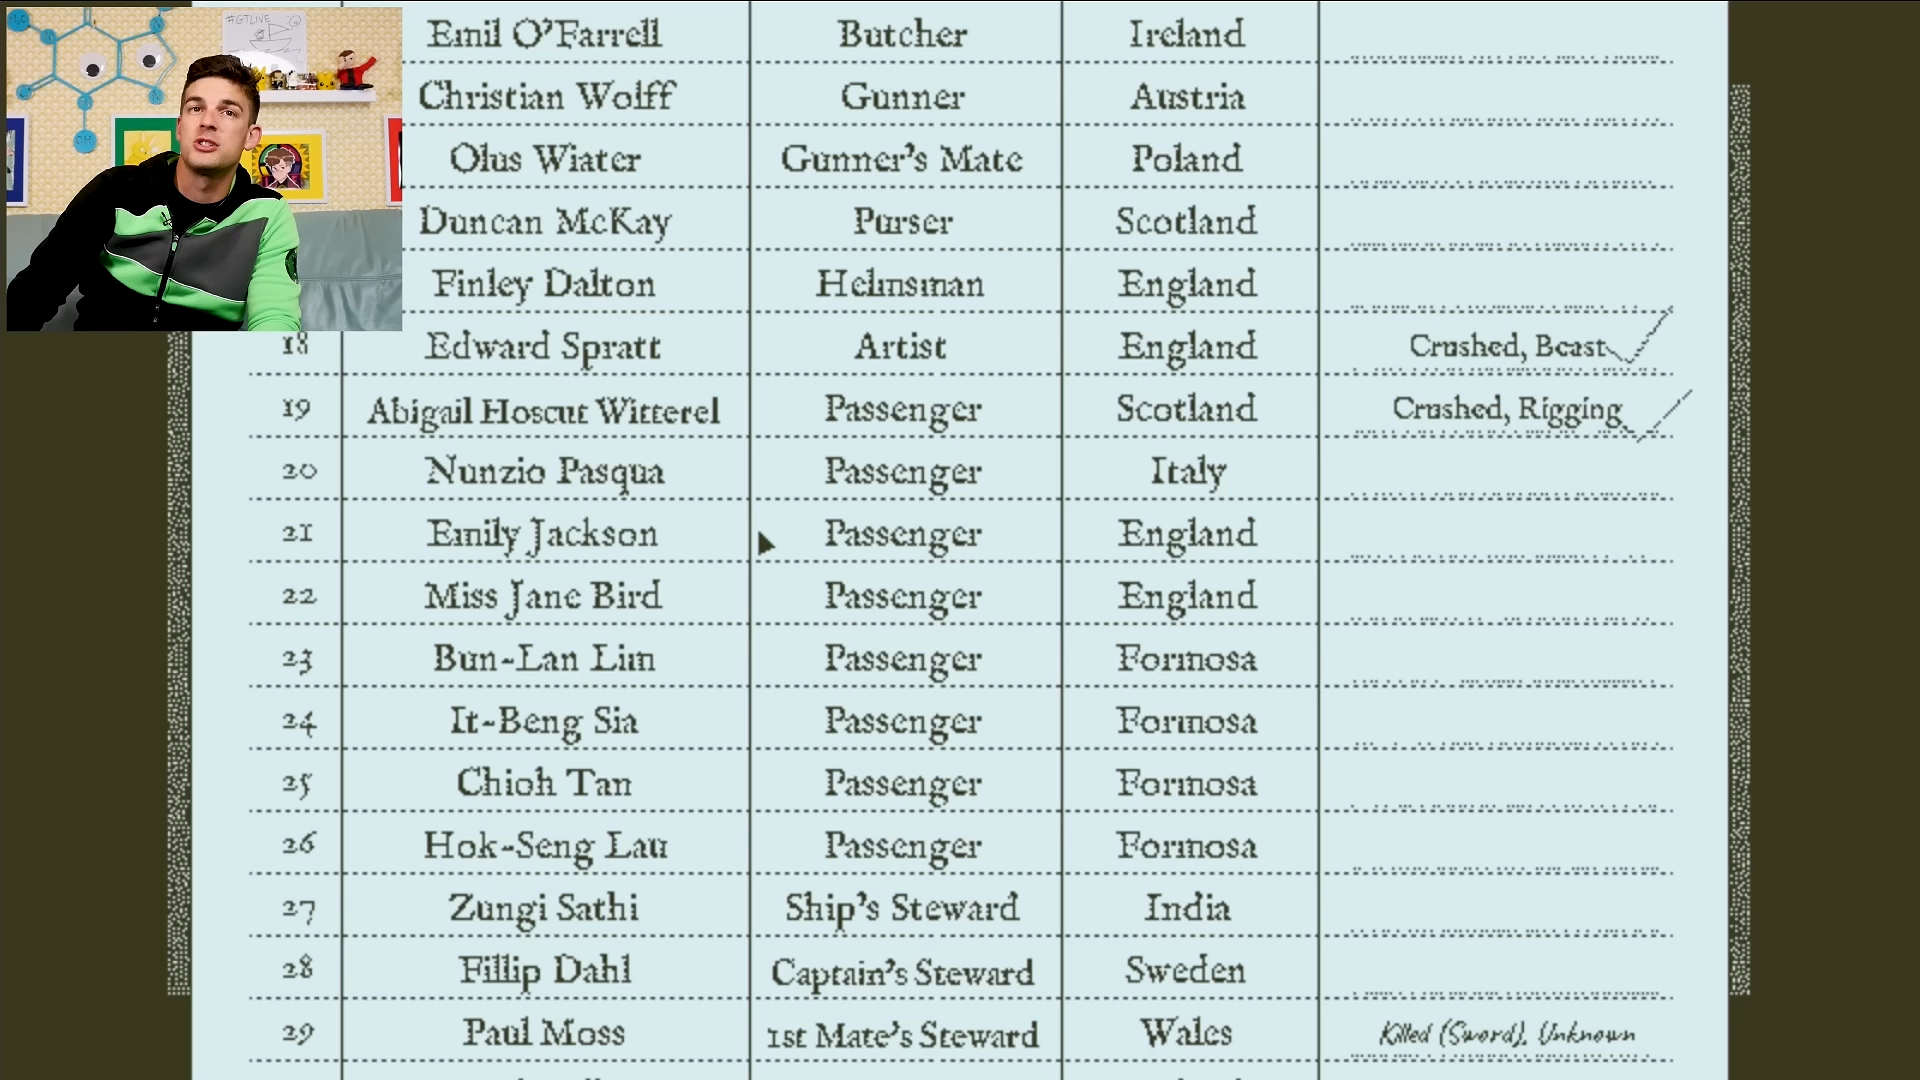 #GTLIVE
Emil O'Farrell Butcher Ireland
Christian Wolff Gunner Austria
Olus Wiater Gunner's Mate Poland
Duncan McKay Purser Scotland
Finley Dalton Helmsman England
18 Edward Spratt Artist England Crushed, Beast
19 Abigail Hoscut Witterel Passenger Scotland Crushed, Rigging
20 Nunzio Pasqua Passenger Italy
21 Emily Jackson Passenger England
22 Miss Jane Bird Passenger England
23 Bun-Lan Lim Passenger Formosa
24 It-Beng Sia Passenger Formosa
25 Chioh Tan Passenger Formosa
26 Hok-Seng Lau Passenger Formosa
27 Zungi Sathi Ship's Steward India
28 Fillip Dahl Captain's Steward Sweden
29 Paul Moss 1st Mate's Steward Wales Killed (Sword), Unknown